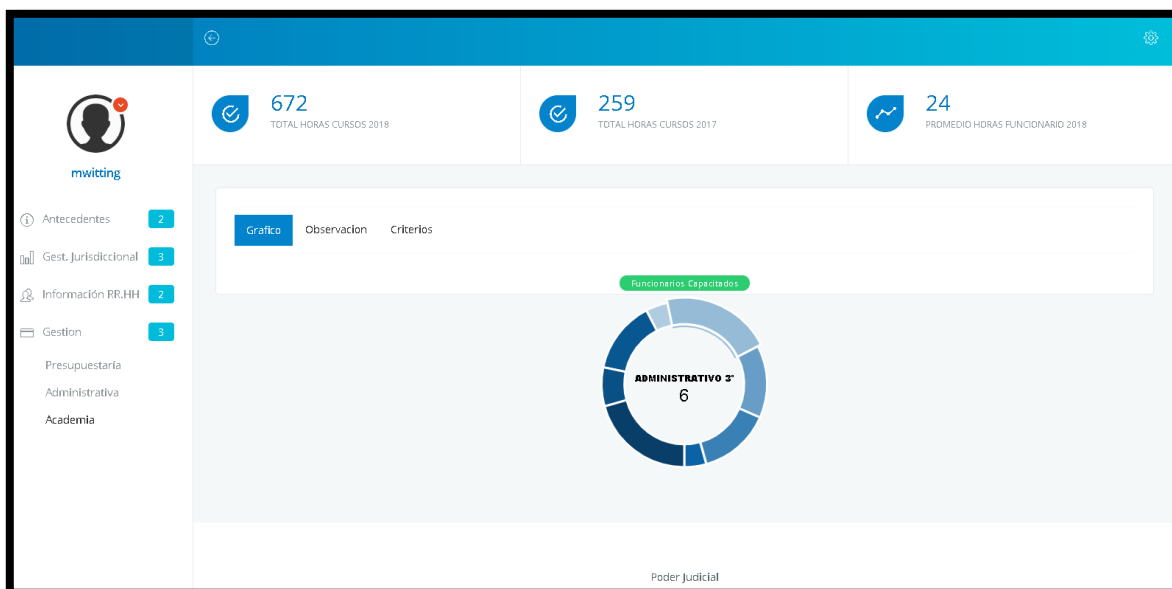 672
TOTAL HORAS CURSOS 2018
259
TOTAL HORAS CURSOS 2017
24
PROMEDIO HORAS FUNCIONARIO 2018
mwitting
Antecedentes 2
Gest. Jurisdiccional 3
Información RR.HH 2
Gestion 3
Presupuestaría
Administrativa
Academia
Grafico Observacion Criterios
Funcionarios Capacitados
ADMINISTRATIVO 3°
6
Poder Judicial